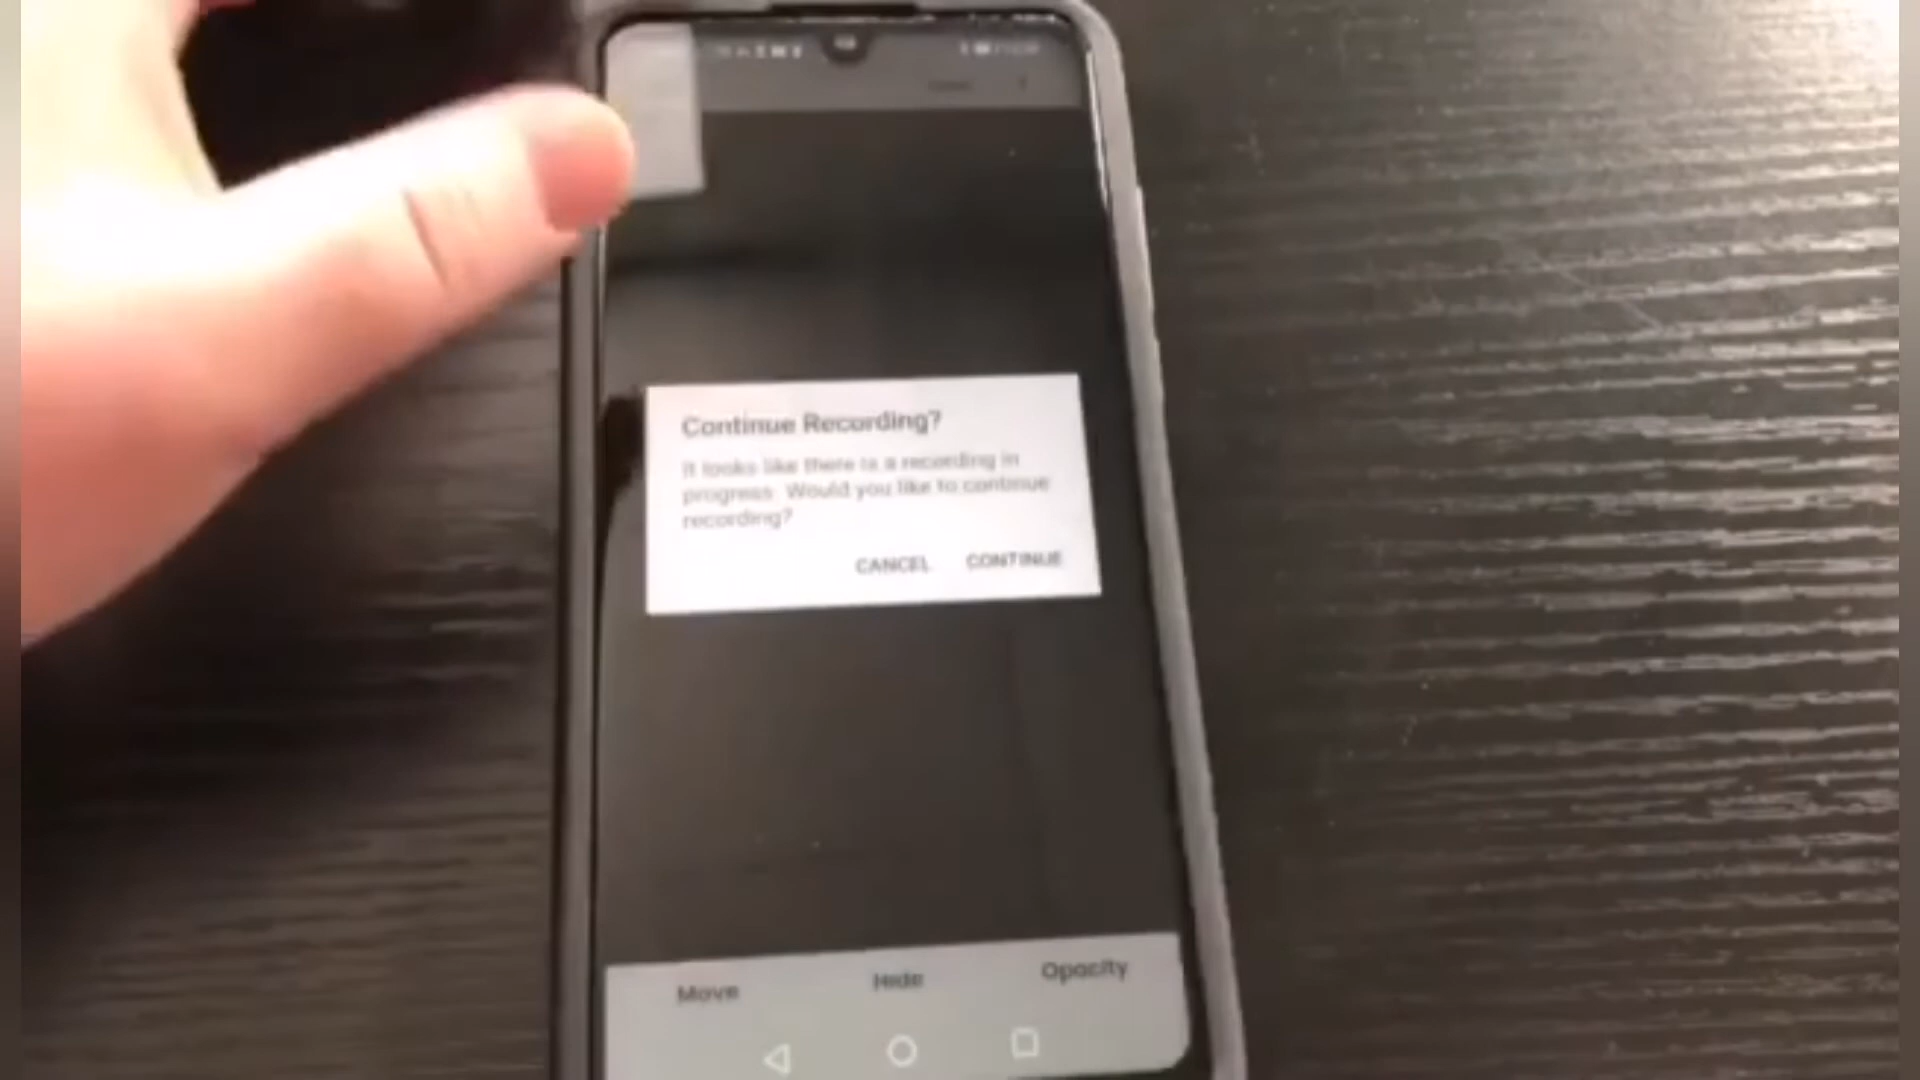 Continue Recording?
It looks like there is a recording in
progress. Would you like to continue
recording?
CANCEL CONTINUE
Move Hide Opacity